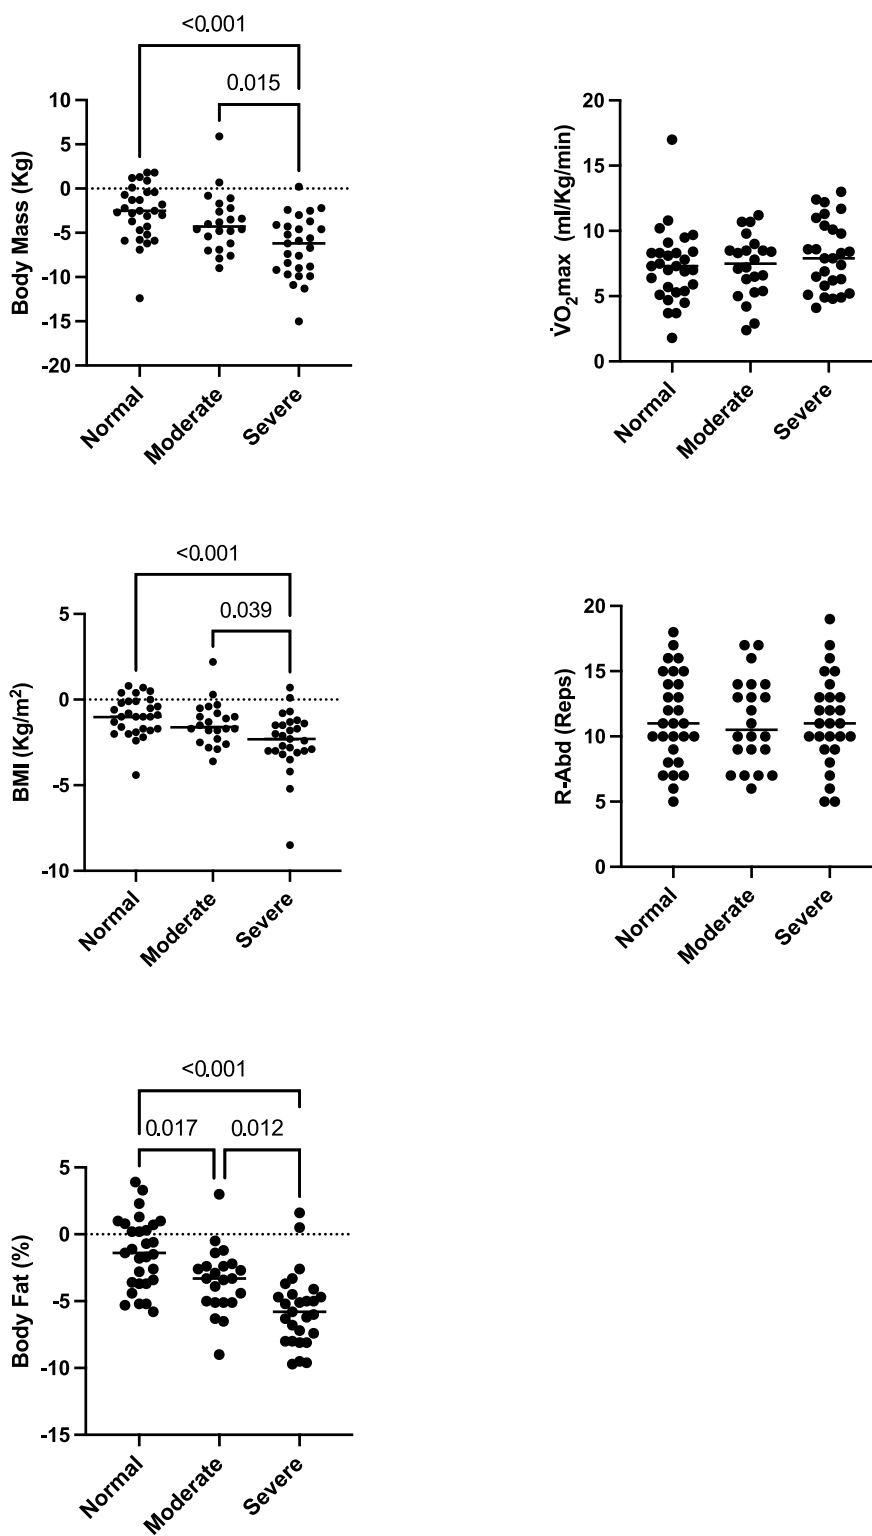 <0.001
0.015
10
5
0
-5
-10
-15
-20
Body Mass (Kg)
Normal
Moderate
Severe
20
15
10
5
0
V̇O₂max (ml/Kg/min)
Normal
Moderate
Severe
<0.001
0.039
5
0
-5
-10
BMI (Kg/m²)
Normal
Moderate
Severe
20
15
10
5
0
R-Abd (Reps)
Normal
Moderate
Severe
<0.001
0.017
0.012
5
0
-5
-10
-15
Body Fat (%)
Normal
Moderate
Severe